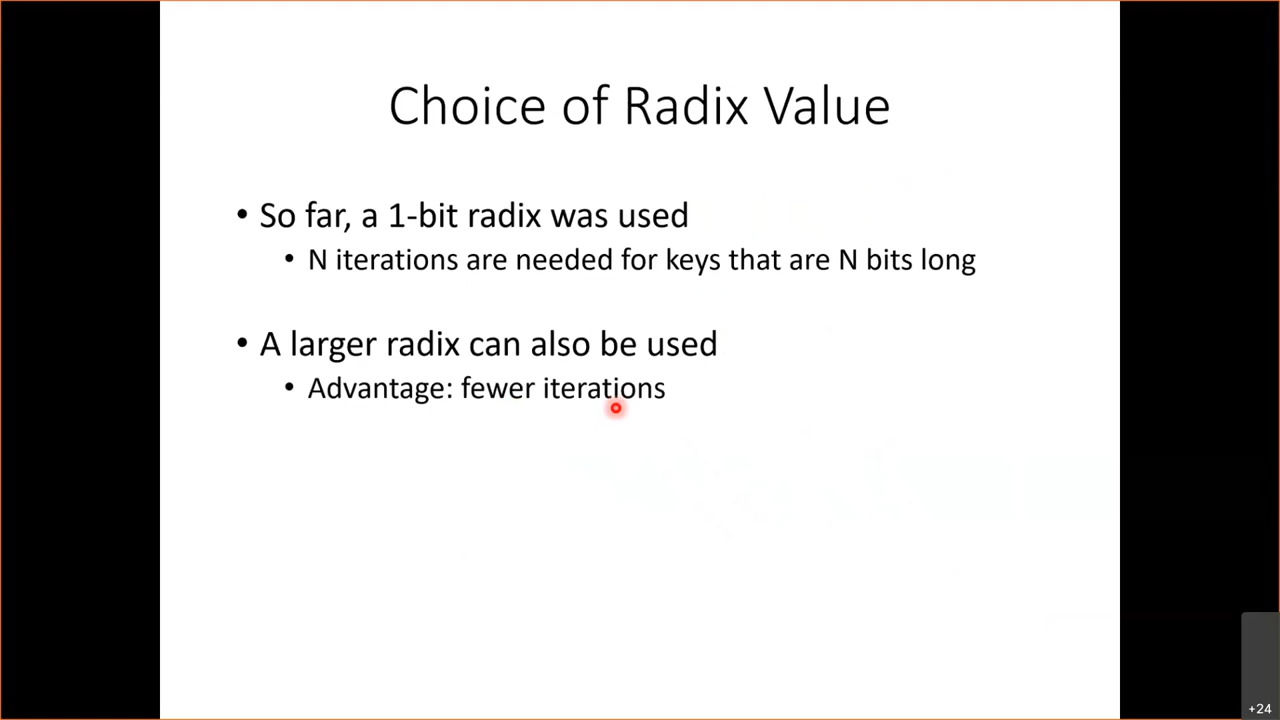 Choice of Radix Value
• So far, a 1-bit radix was used
• N iterations are needed for keys that are N bits long
• A larger radix can also be used
• Advantage: fewer iterations
+24